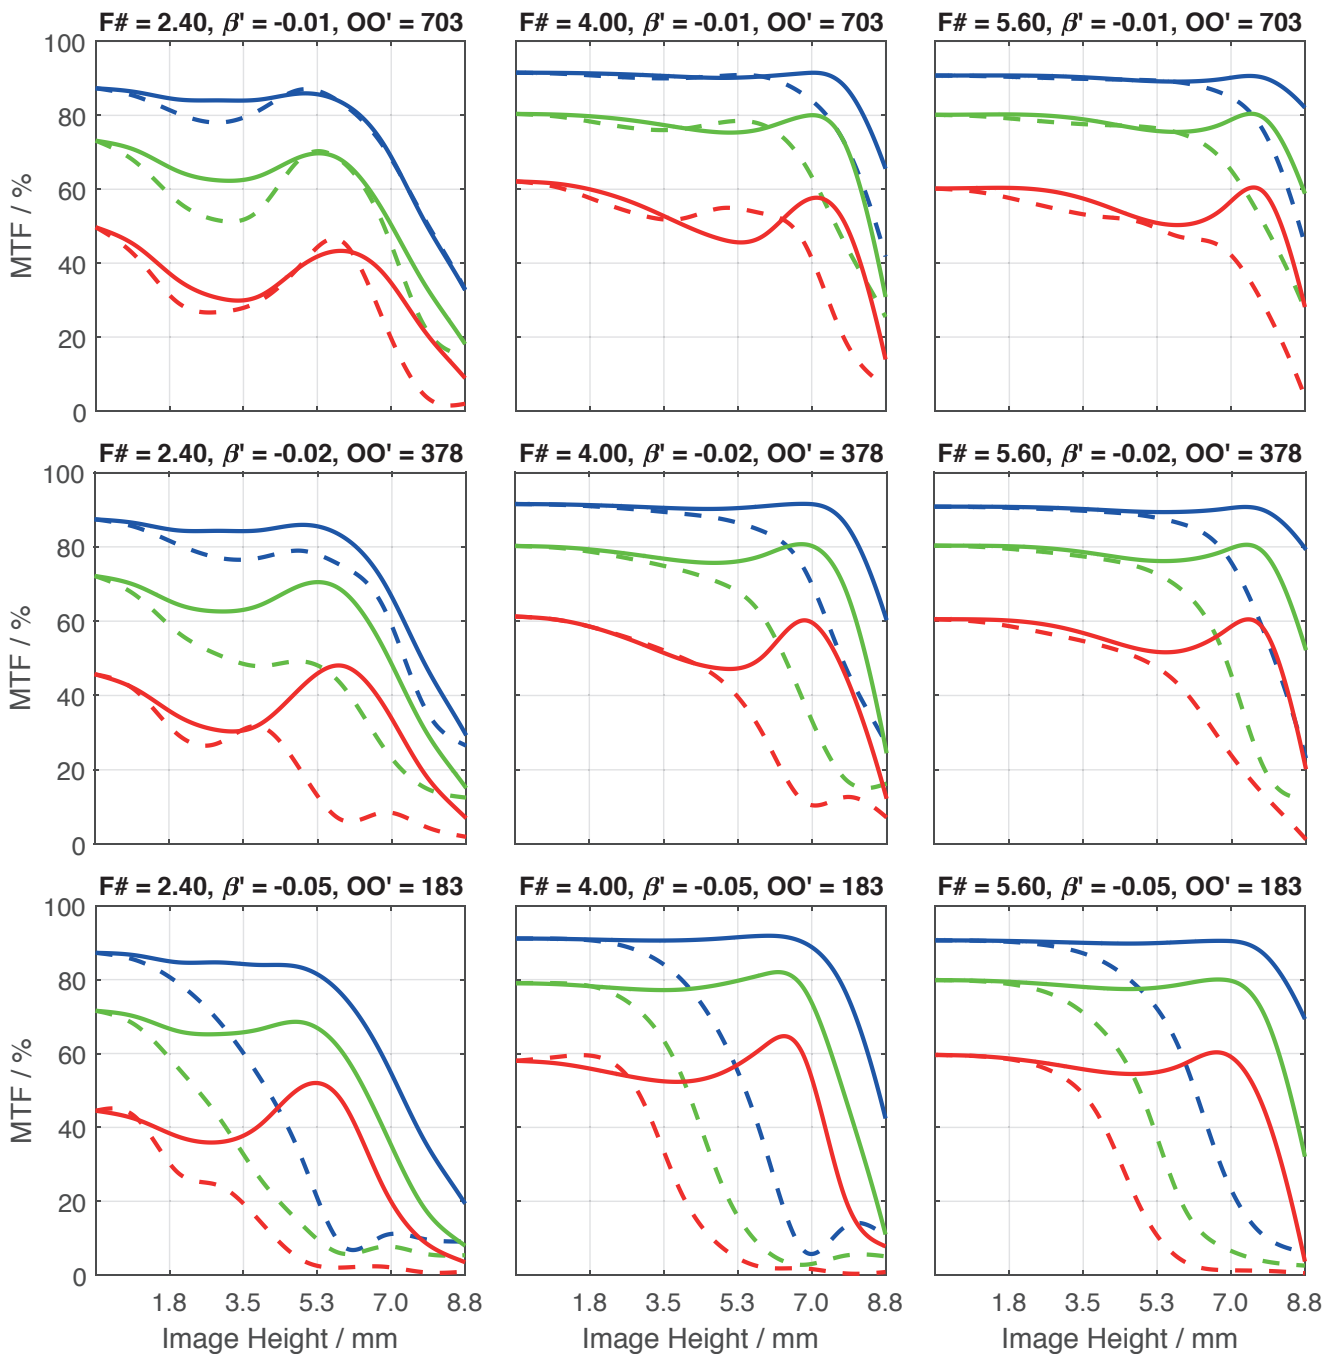 F# = 2.40, β' = -0.01, OO' = 703
F# = 4.00, β' = -0.01, OO' = 703
F# = 5.60, β' = -0.01, OO' = 703
100
80
60
40
20
0
MTF / %
F# = 2.40, β' = -0.02, OO' = 378
F# = 4.00, β' = -0.02, OO' = 378
F# = 5.60, β' = -0.02, OO' = 378
100
80
60
40
20
0
MTF / %
F# = 2.40, β' = -0.05, OO' = 183
F# = 4.00, β' = -0.05, OO' = 183
F# = 5.60, β' = -0.05, OO' = 183
100
80
60
40
20
0
MTF / %
1.8 3.5 5.3 7.0 8.8
1.8 3.5 5.3 7.0 8.8
1.8 3.5 5.3 7.0 8.8
Image Height / mm
Image Height / mm
Image Height / mm